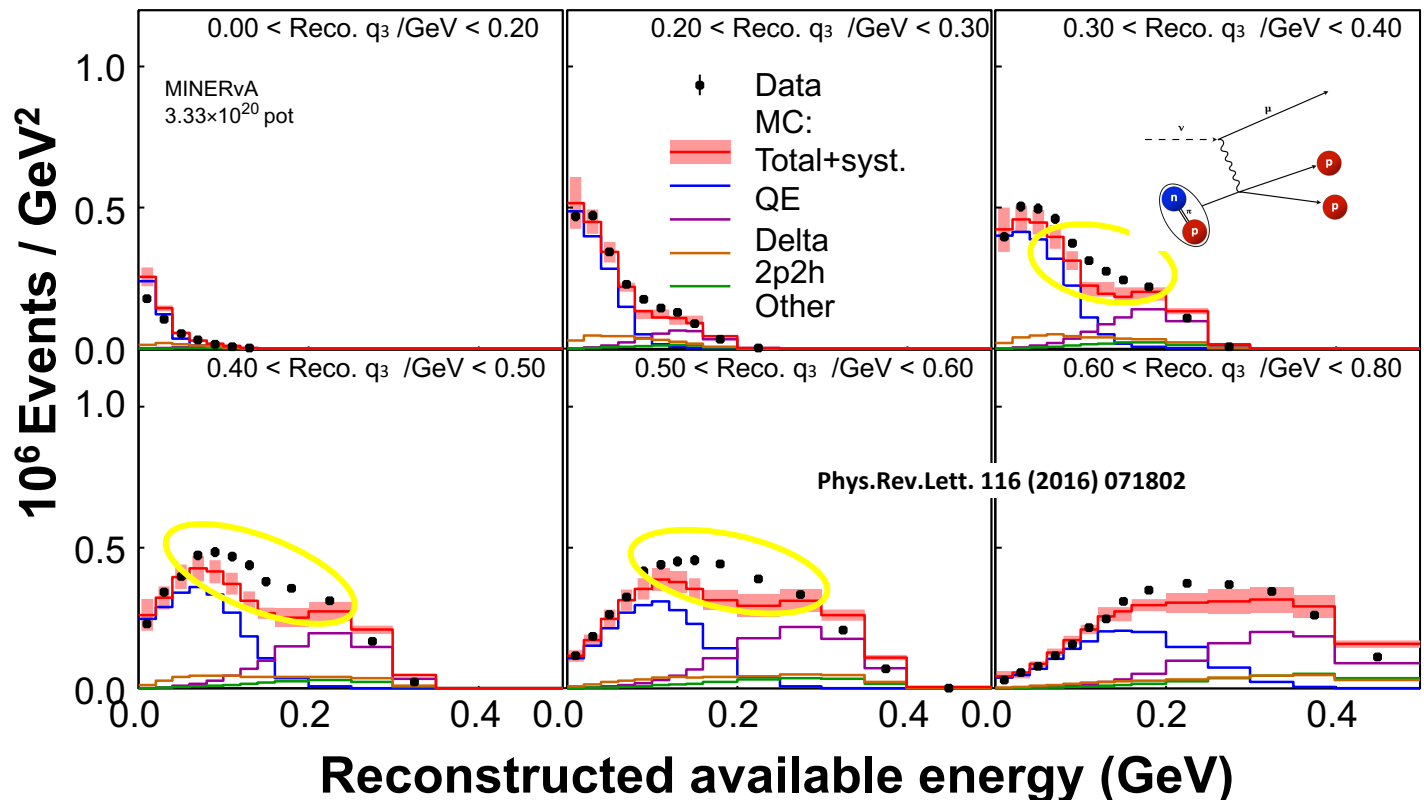 0.00 < Reco. q3 /GeV < 0.20
0.20 < Reco. q3 /GeV < 0.30
0.30 < Reco. q3 /GeV < 0.40
1.0
MINERvA
3.33×10^20 pot
Data
MC:
Total+syst.
QE
Delta
2p2h
Other
μ
ν
p
n
π
p
p
0.5
0.0
0.40 < Reco. q3 /GeV < 0.50
0.50 < Reco. q3 /GeV < 0.60
0.60 < Reco. q3 /GeV < 0.80
1.0
Phys.Rev.Lett. 116 (2016) 071802
0.5
0.0
0.0 0.2 0.4 0.0 0.2 0.4 0.0 0.2 0.4
10^6 Events / GeV^2
Reconstructed available energy (GeV)